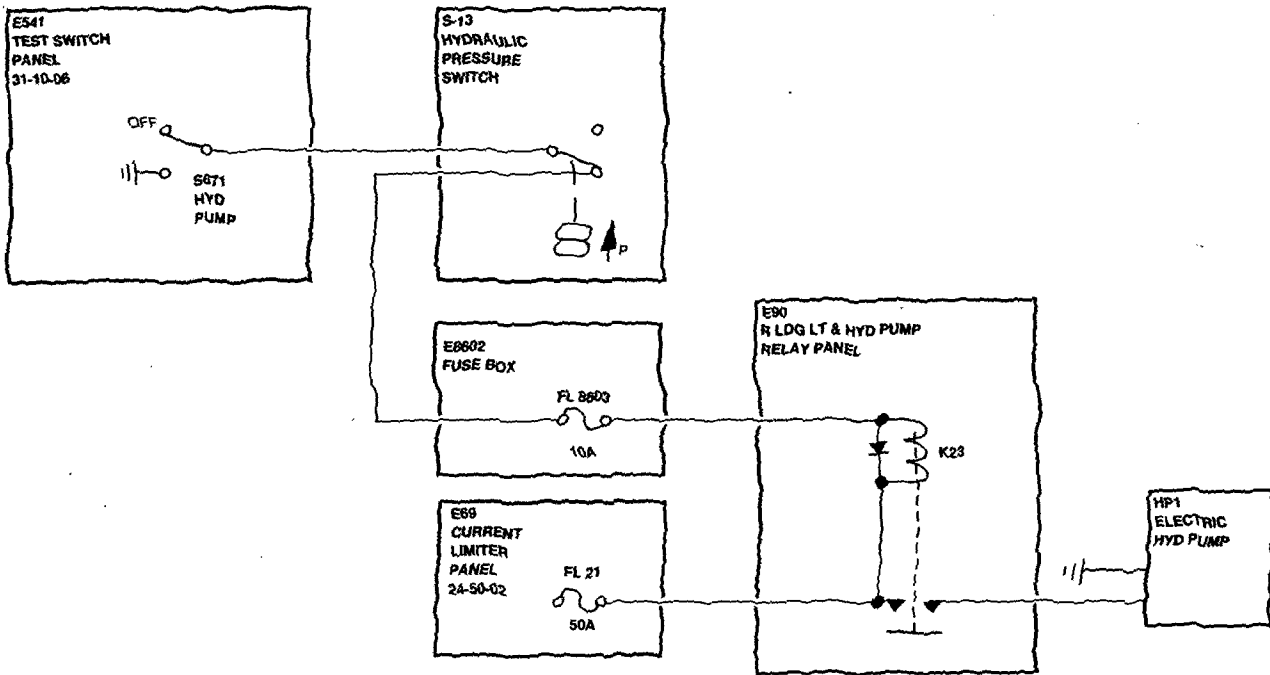 E541
TEST SWITCH
PANEL
31-10-06
OFF
S671
HYD
PUMP
S-13
HYDRAULIC
PRESSURE
SWITCH
P
E8602
FUSE BOX
FL 8603
10A
E69
CURRENT
LIMITER
PANEL
24-50-02
FL 21
50A
E90
R LDG LT & HYD PUMP
RELAY PANEL
K23
HP1
ELECTRIC
HYD PUMP